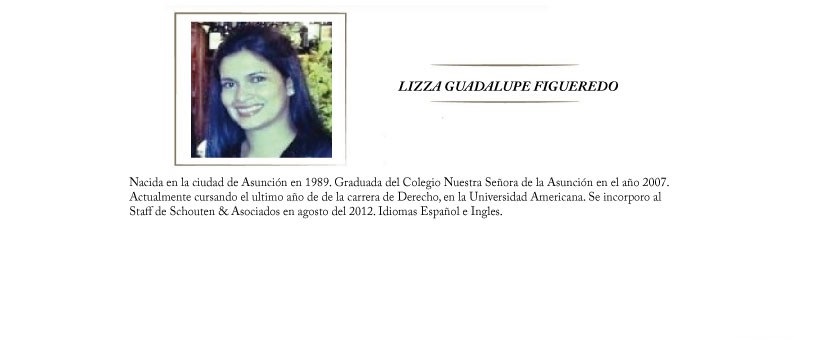 LIZZA GUADALUPE FIGUEREDO
Nacida en la ciudad de Asunción en 1989. Graduada del Colegio Nuestra Señora de la Asunción en el año 2007.
Actualmente cursando el ultimo año de de la carrera de Derecho, en la Universidad Americana. Se incorporo al
Staff de Schouten & Asociados en agosto del 2012. Idiomas Español e Ingles.